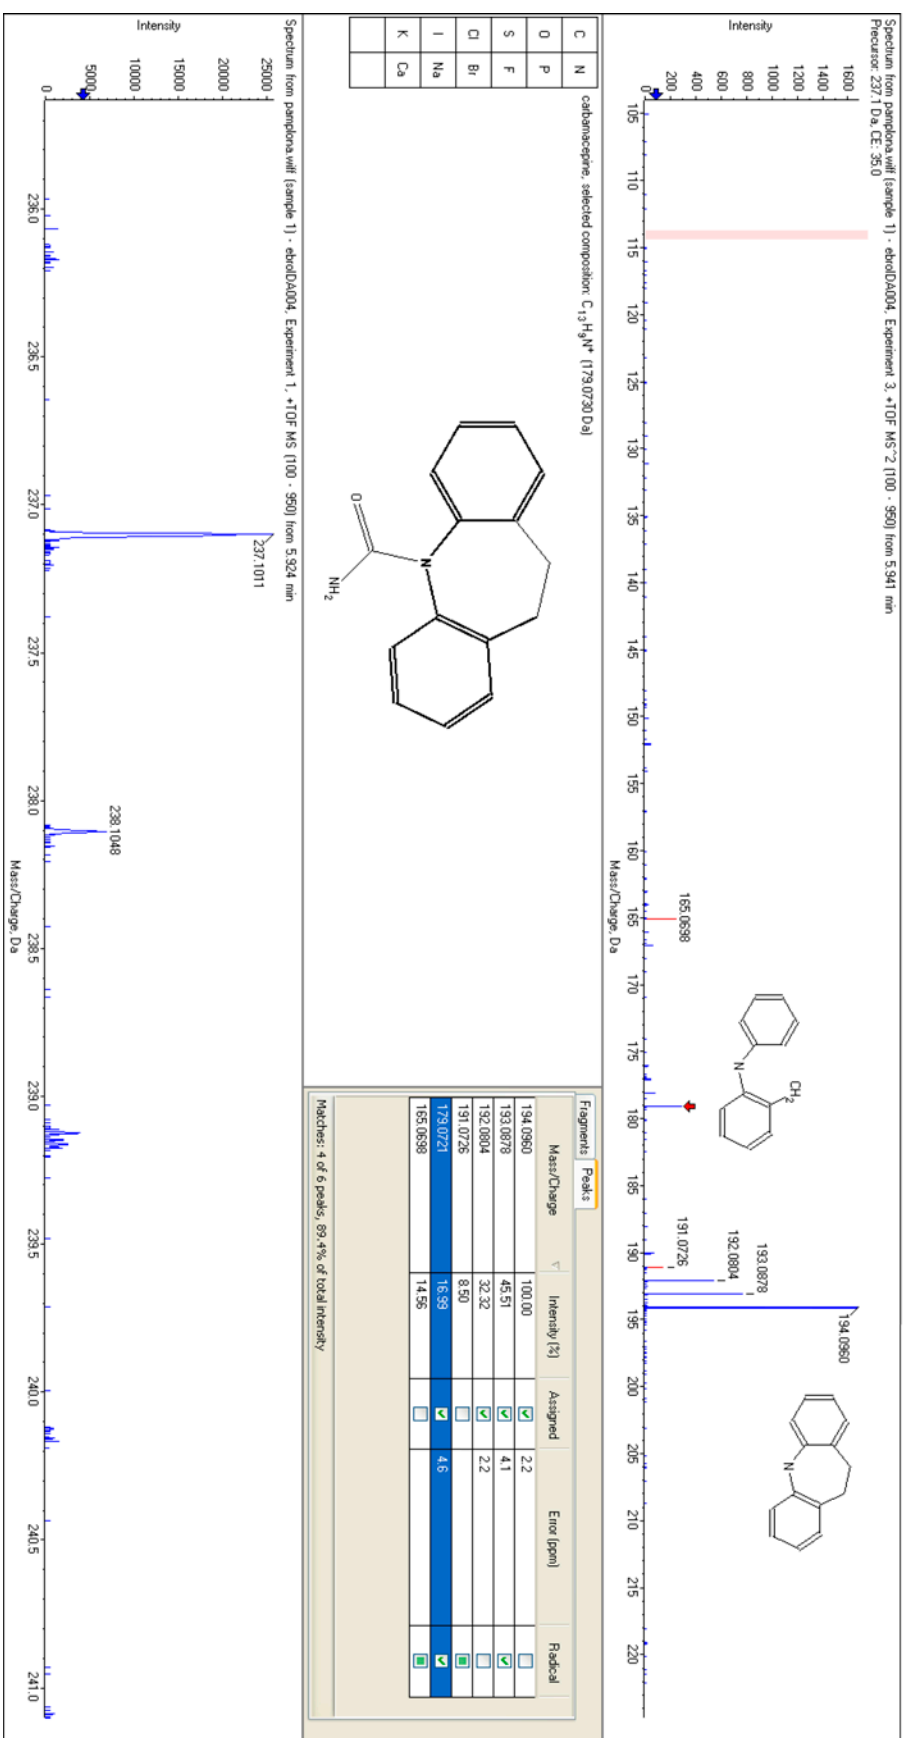 Spectrum from pamplona.wiff (sample 1) - ebroIDA004, Experiment 3, +TOF MS^2 (100 - 950) from 5.941 min
Precursor: 237.1 Da, CE: 35.0
Intensity
1600
1400
1200
1000
800
600
400
200
0
165.0698
CH2
N
191.0726
192.0804
193.0878
194.0960
N
105 110 115 120 125 130 135 140 145 150 155 160 165 170 175 180 185 190 195 200 205 210 215 220
Mass/Charge, Da
C N
O P
S F
Cl Br
I Na
K Ca
carbamacepine, selected composition: C13H9N+ (179.0730 Da)
N
O
NH2
Fragments Peaks
Mass/Charge Intensity (%) Assigned Error (ppm) Radical
194.0960 100.00 2.2
193.0878 45.51 4.1
192.0804 32.32 2.2
191.0726 8.50
179.0721 16.99 4.6
165.0698 14.56
Matches: 4 of 6 peaks, 89.4% of total intensity
Spectrum from pamplona.wiff (sample 1) - ebroIDA004, Experiment 1, +TOF MS (100 - 950) from 5.924 min
Intensity
25000
20000
15000
10000
5000
0
237.1011
238.1048
236.0 236.5 237.0 237.5 238.0 238.5 239.0 239.5 240.0 240.5 241.0
Mass/Charge, Da